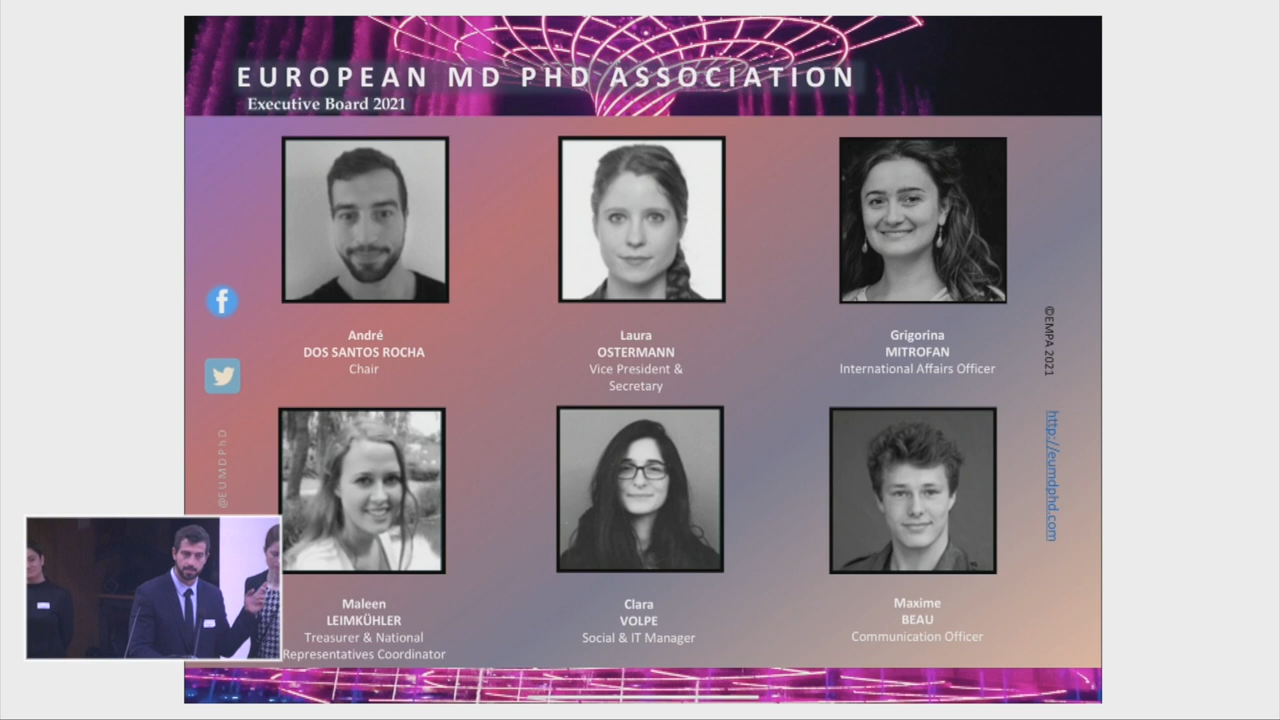 EUROPEAN MD PHD ASSOCIATION
Executive Board 2021
André
DOS SANTOS ROCHA
Chair
Laura
OSTERMANN
Vice President &
Secretary
Grigorina
MITROFAN
International Affairs Officer
Maleen
LEIMKÜHLER
Treasurer & National
Representatives Coordinator
Clara
VOLPE
Social & IT Manager
Maxime
BEAU
Communication Officer
@EUMDPhD
©EMPA 2021
http://eumdphd.com